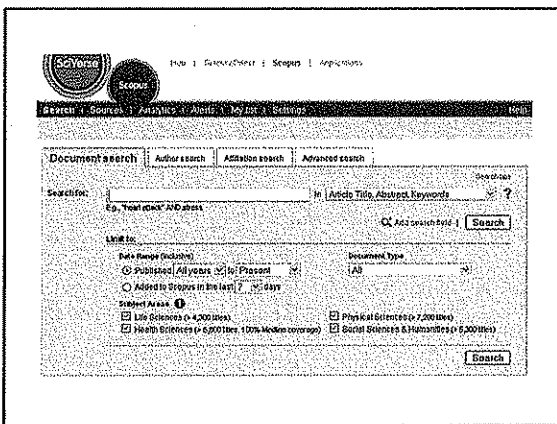 SciVerse
Hub | ScienceDirect | Scopus | Applications
Scopus
Search | Sources | Analytics | Alerts | My list | Settings
Document search | Author search | Affiliation search | Advanced search
Search for: in Article Title, Abstract, Keywords ?
E.g., "heart attack" AND stress
Add search field | Search
Limit to:
Date Range (inclusive) Document Type
Published All years to Present All
Added to Scopus in the last 7 days
Subject Areas
Life Sciences (> 4,300 titles) Physical Sciences (> 7,200 titles)
Health Sciences (> 6,800 titles, 100% Medline coverage) Social Sciences & Humanities (> 5,300 titles)
Search